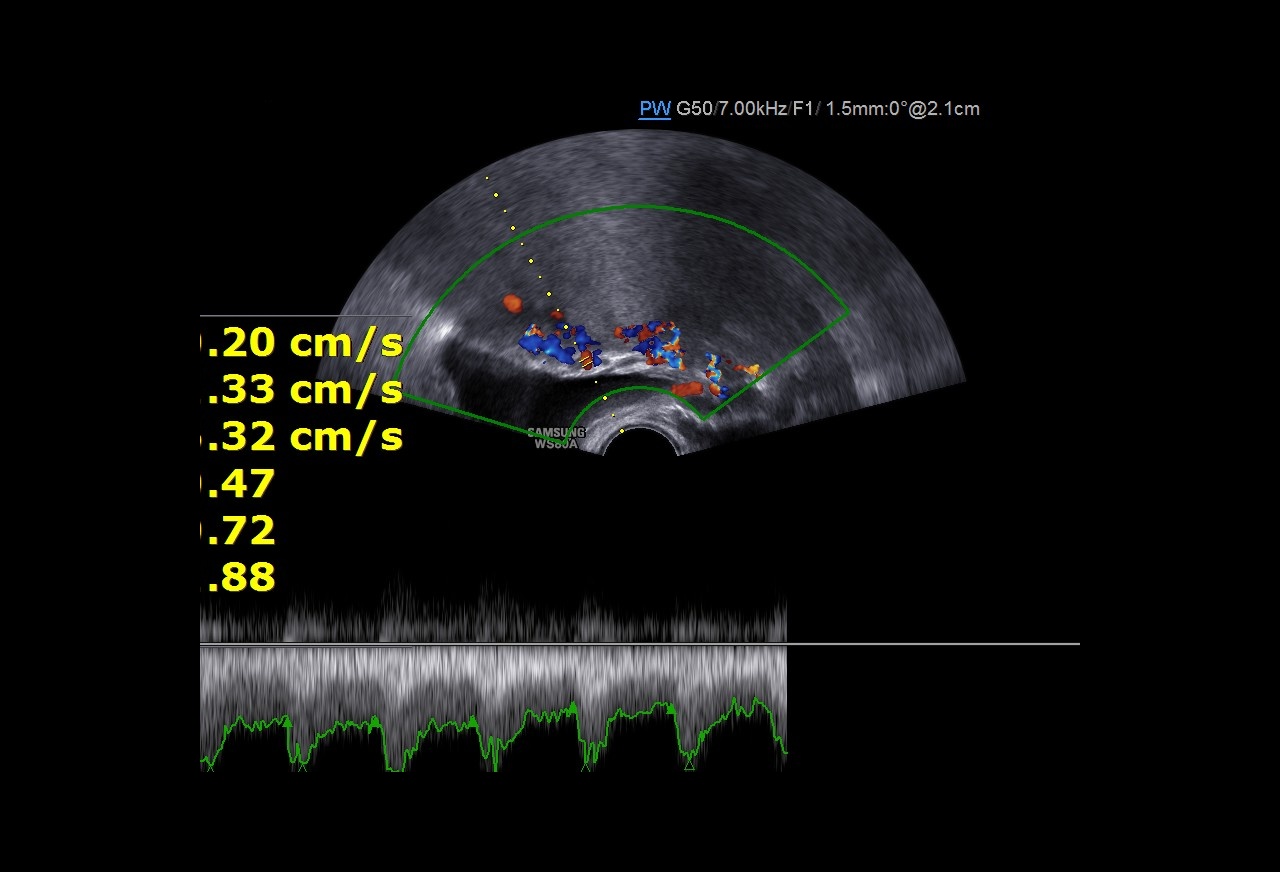 PW G50/7.00kHz/F1/ 1.5mm:0°@2.1cm
.20 cm/s
.33 cm/s
.32 cm/s
SAMSUNG
WS80A
.47
.72
.88